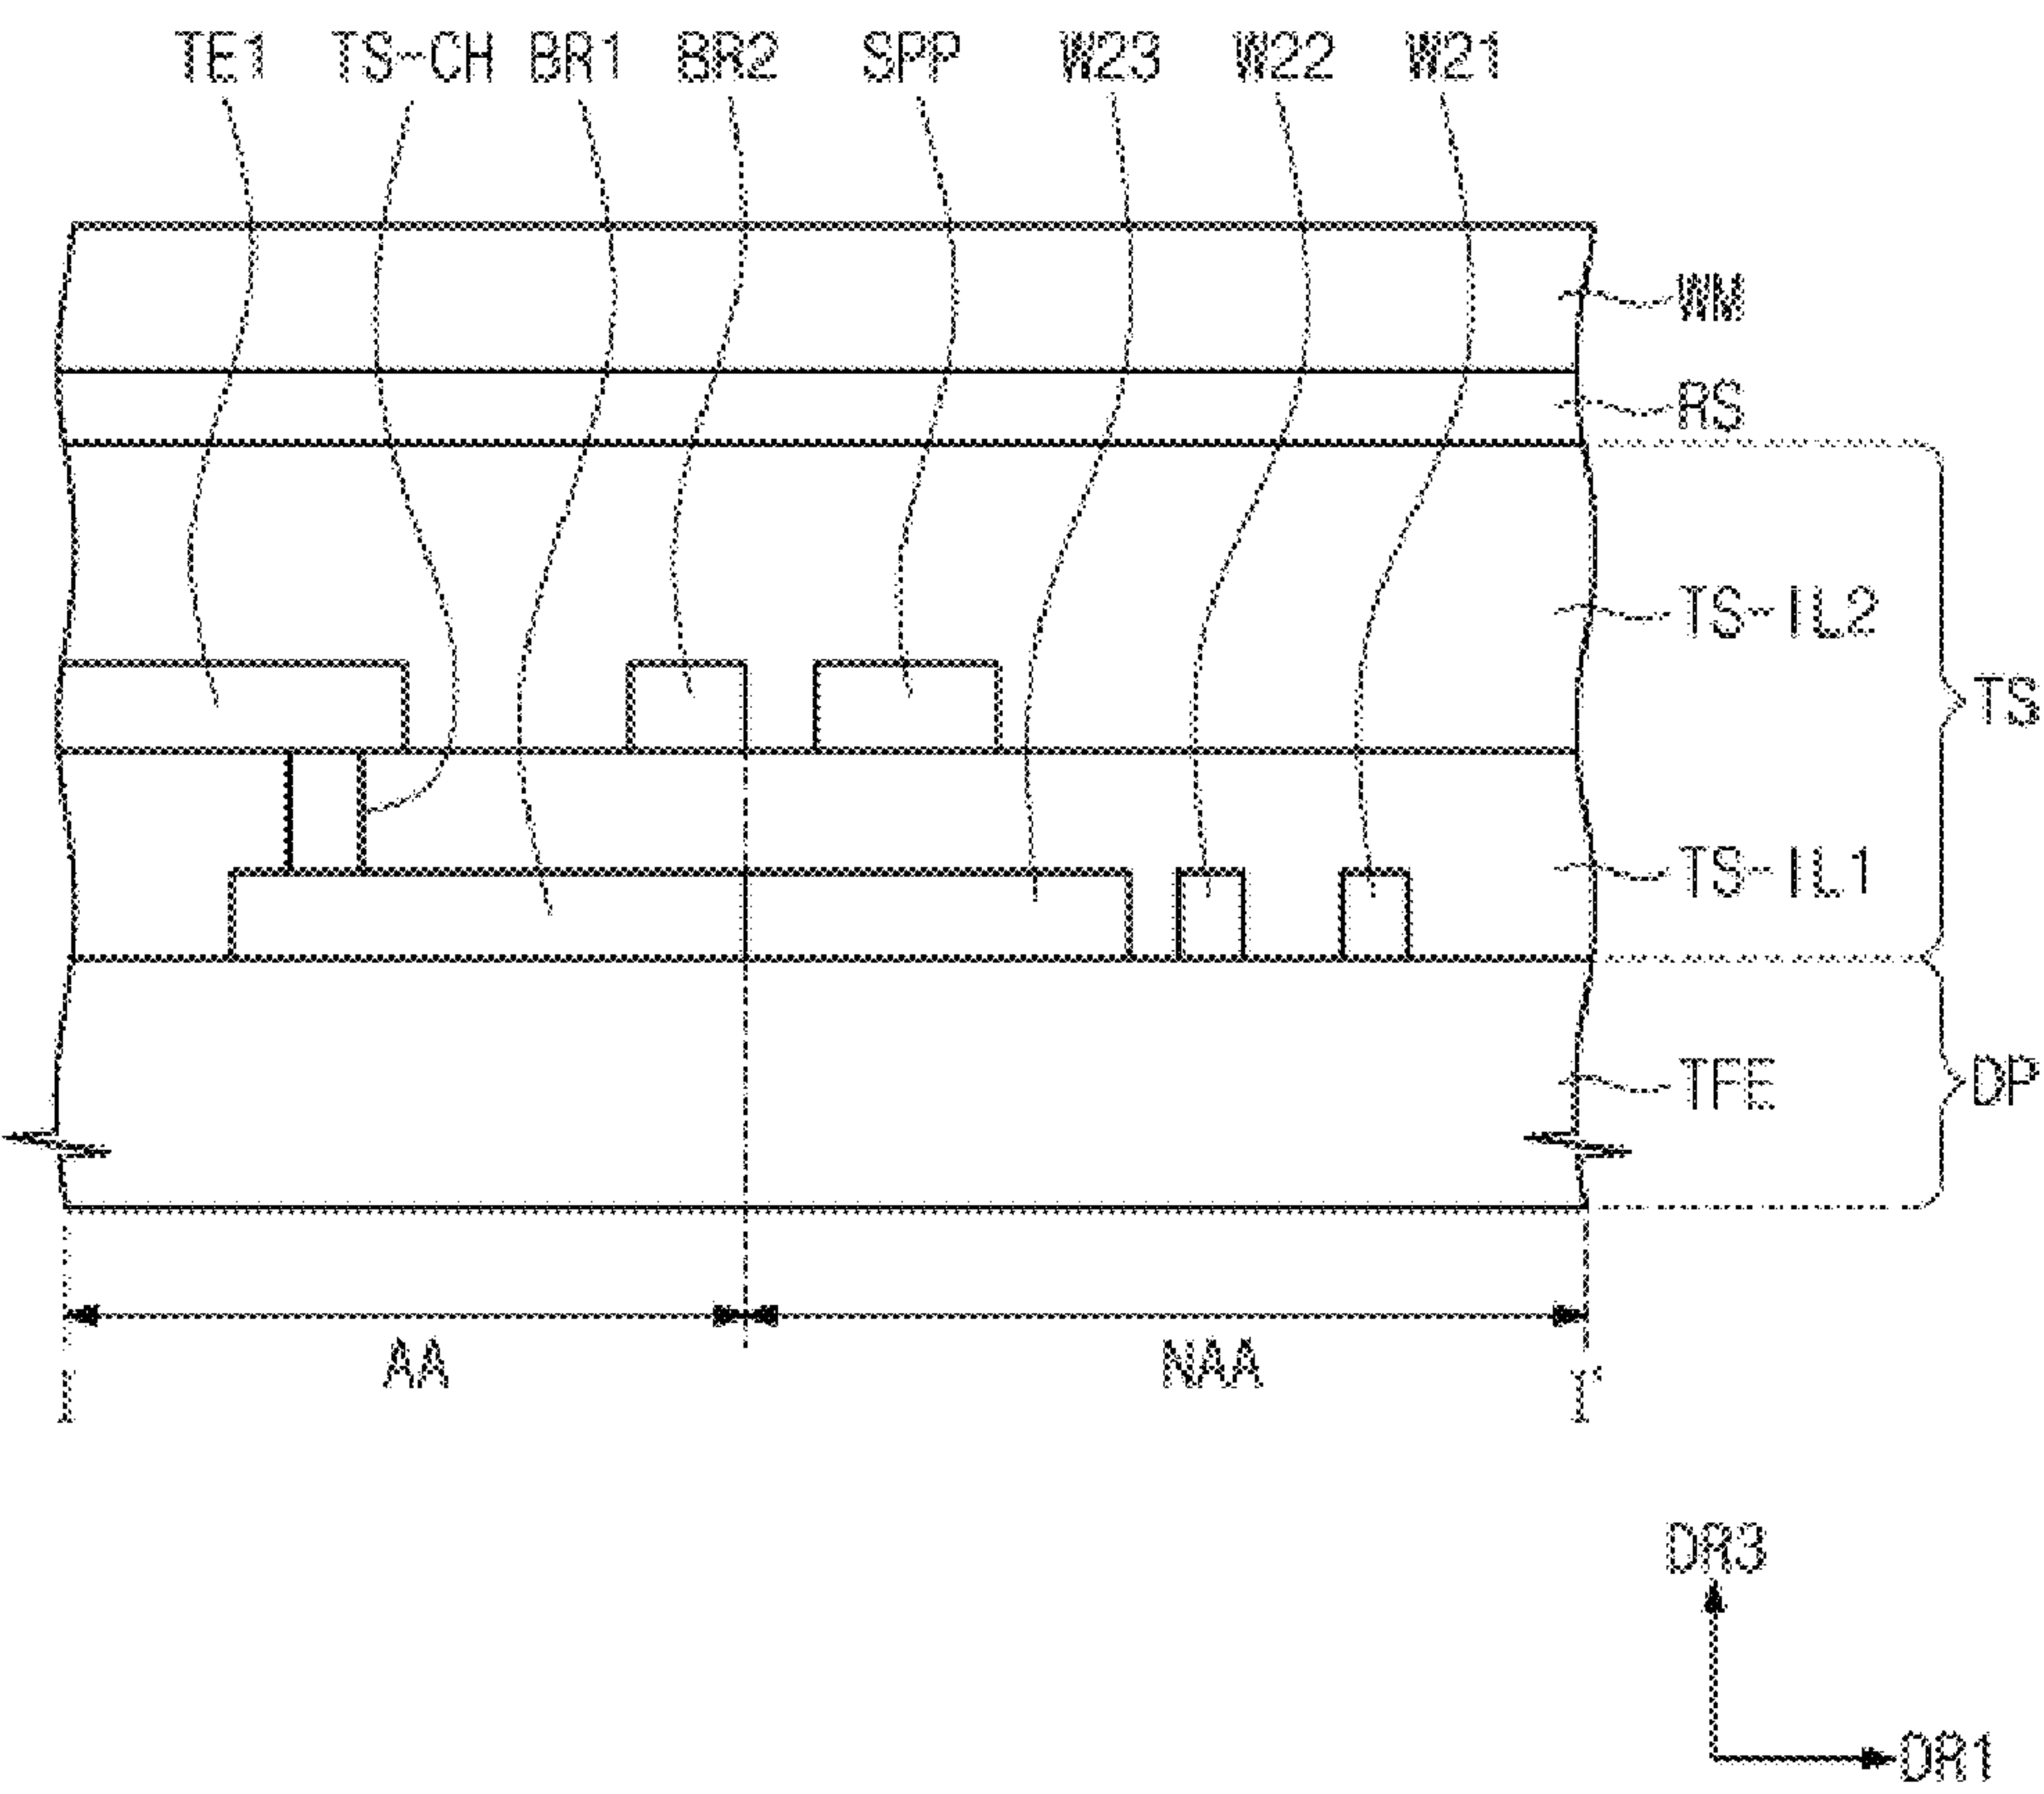 TE1 TS-CH BR1 BR2 SPP W23 W22 W21
WM
RS
TS-IL2
TS
TS-IL1
TFE
DP
AA NAA
I I'
DR3
DR1